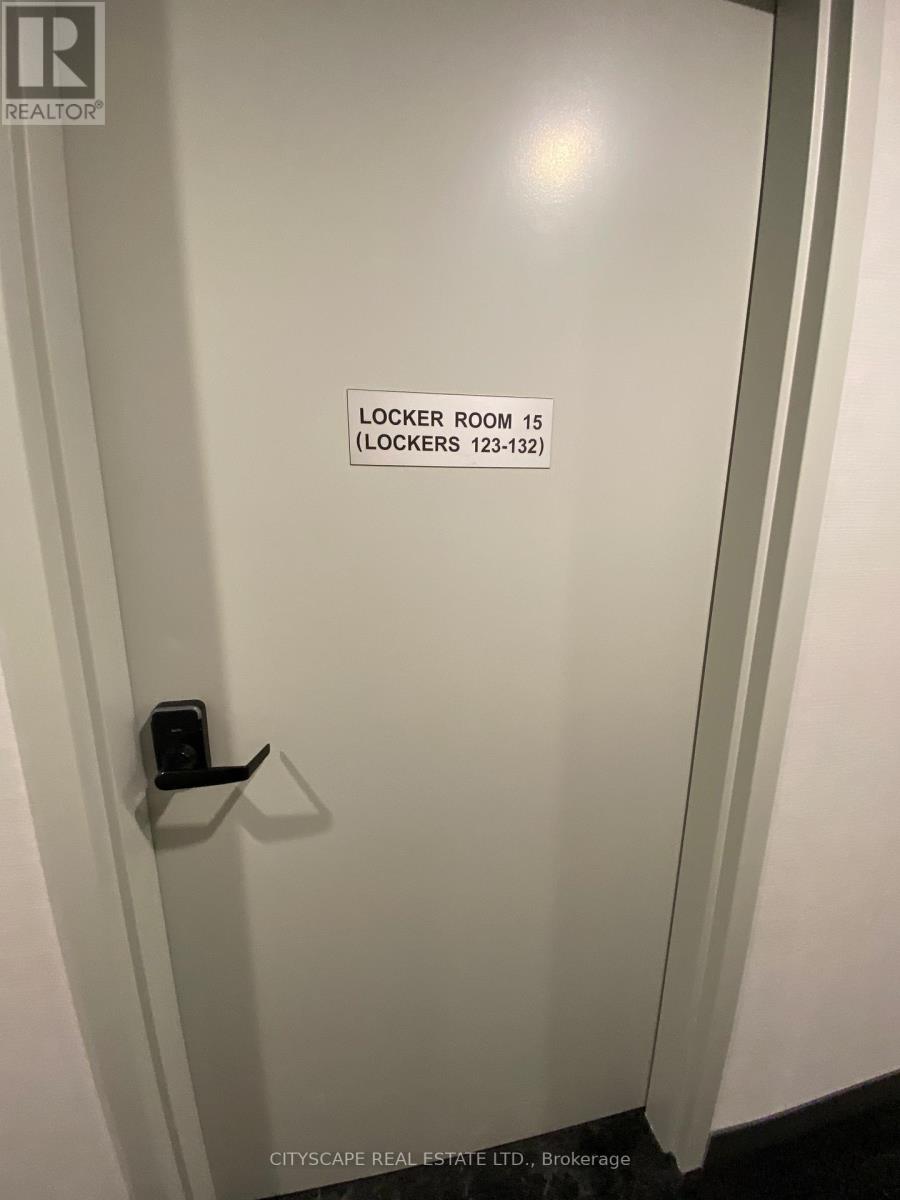 R
REALTOR®
LOCKER ROOM 15
(LOCKERS 123-132)
CITYSCAPE REAL ESTATE LTD., Brokerage